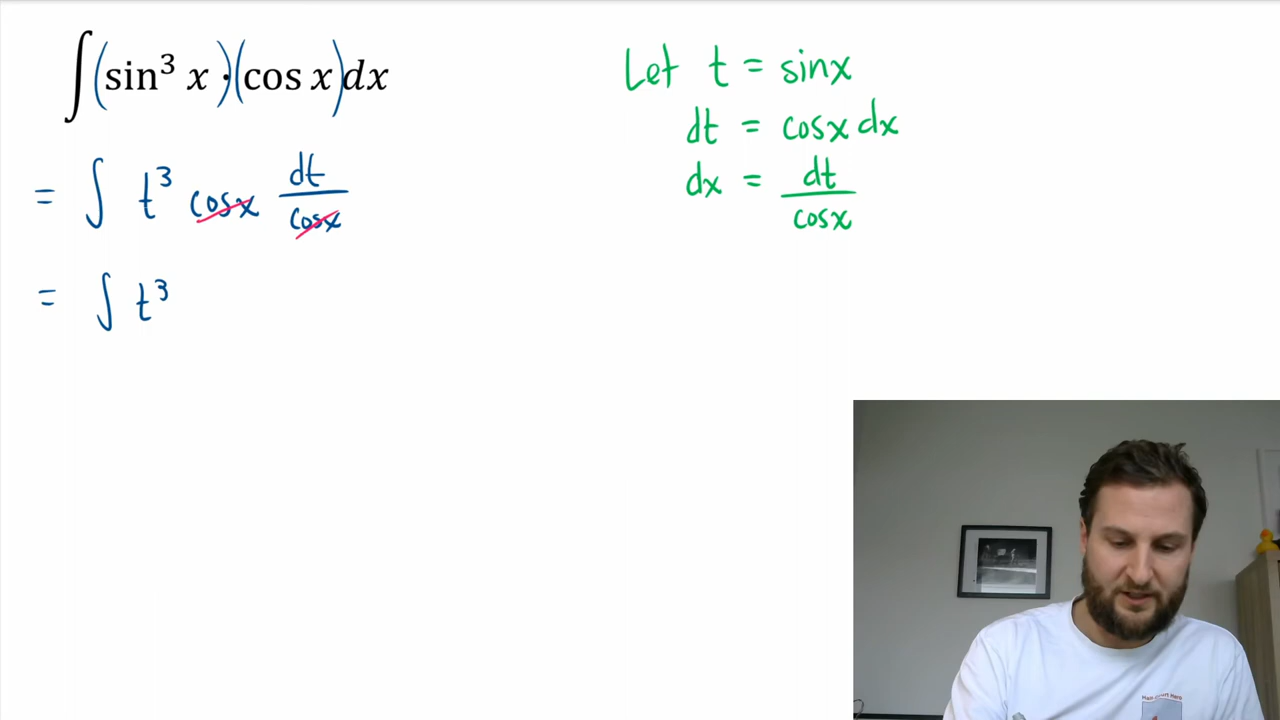 ∫(sin³ x)·(cos x)dx
= ∫ t³ cosx dt/cosx
= ∫ t³
Let t = sinx
dt = cosx dx
dx = dt/cosx